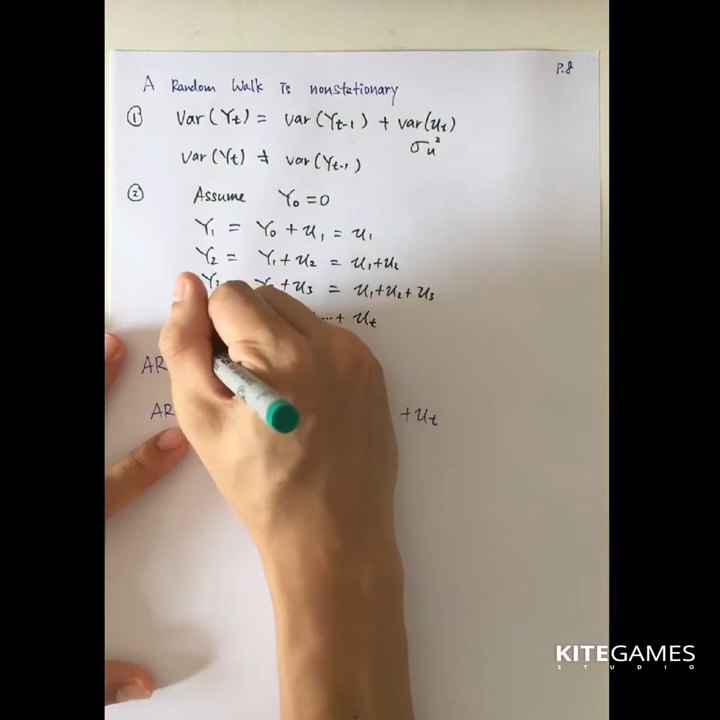 P.8
A Random Walk is nonstationary
① Var(Yt) = var(Yt-1) + var(ut)
σu²
var(Yt) ≠ var(Yt-1)
② Assume Y0 = 0
Y1 = Y0 + u1 = u1
Y2 = Y1 + u2 = u1+u2
+u3 = u1+u2+u3
...+ ut
AR
AR + ut
KITEGAMES
STUDIO